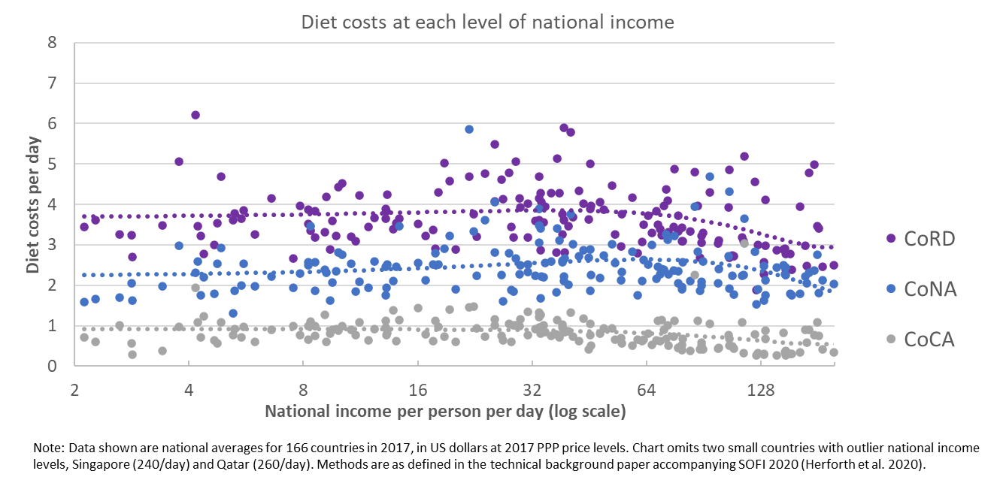 Diet costs at each level of national income
8
7
6
5
4
3
2
1
0
Diet costs per day
2 4 8 16 32 64 128
National income per person per day (log scale)
CoRD
CoNA
CoCA
Note: Data shown are national averages for 166 countries in 2017, in US dollars at 2017 PPP price levels. Chart omits two small countries with outlier national income
levels, Singapore (240/day) and Qatar (260/day). Methods are as defined in the technical background paper accompanying SOFI 2020 (Herforth et al. 2020).